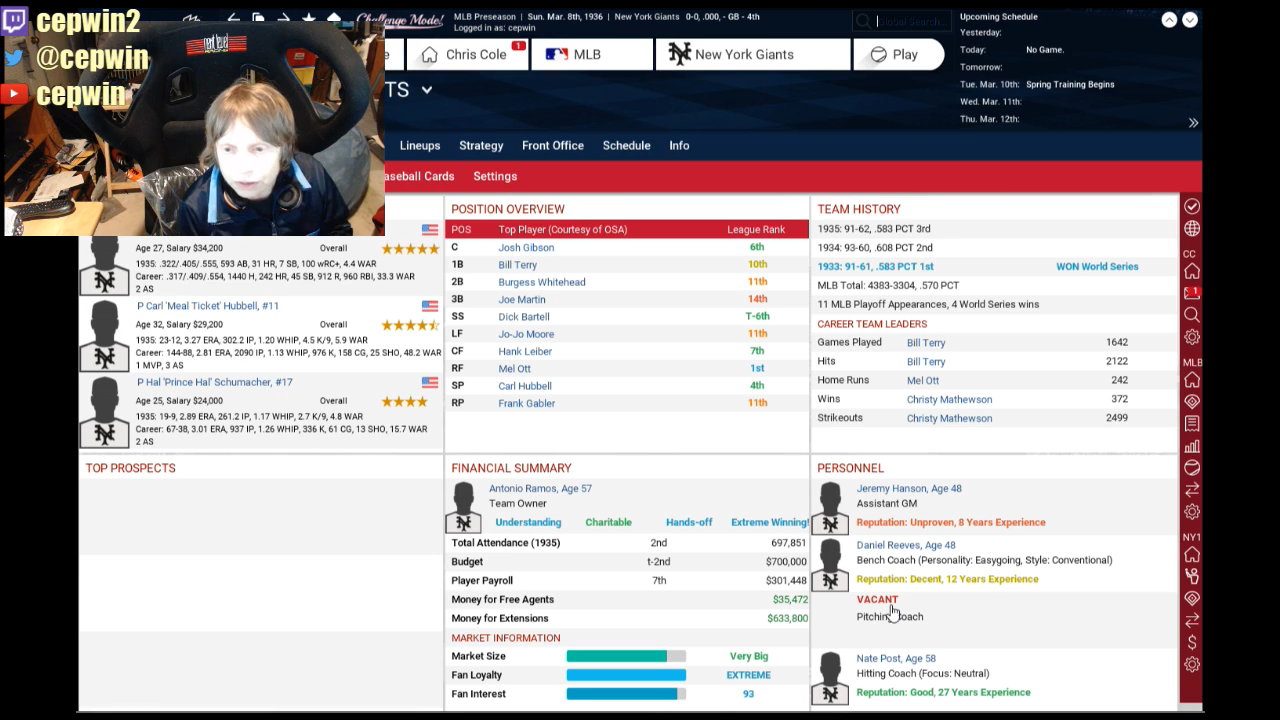 cepwin2
@cepwin
cepwin
Challenge Mode!
MLB Preseason | Sun. Mar. 8th, 1936 | New York Giants 0-0, .000, - GB - 4th
Logged in as: cepwin
Global Search...
Upcoming Schedule
Yesterday:
Today: No Game.
Tomorrow:
Tue. Mar. 10th: Spring Training Begins
Wed. Mar. 11th:
Thu. Mar. 12th:
Chris Cole 1
MLB
New York Giants
Play
TS
Lineups Strategy Front Office Schedule Info
aseball Cards Settings
Age 27, Salary $34,200 Overall
1935: .322/.405/.555, 593 AB, 31 HR, 7 SB, 100 wRC+, 4.4 WAR
Career: .317/.409/.554, 1440 H, 242 HR, 45 SB, 912 R, 960 RBI, 33.3 WAR
2 AS
P Carl 'Meal Ticket' Hubbell, #11
Age 32, Salary $29,200 Overall
1935: 23-12, 3.27 ERA, 302.2 IP, 1.20 WHIP, 4.5 K/9, 5.9 WAR
Career: 144-88, 2.81 ERA, 2090 IP, 1.13 WHIP, 976 K, 158 CG, 25 SHO, 48.2 WAR
1 MVP, 3 AS
P Hal 'Prince Hal' Schumacher, #17
Age 25, Salary $24,000 Overall
1935: 19-9, 2.89 ERA, 261.2 IP, 1.17 WHIP, 2.7 K/9, 4.8 WAR
Career: 67-38, 3.01 ERA, 937 IP, 1.26 WHIP, 336 K, 61 CG, 13 SHO, 15.7 WAR
2 AS
POSITION OVERVIEW
POS Top Player (Courtesy of OSA) League Rank
C Josh Gibson 6th
1B Bill Terry 10th
2B Burgess Whitehead 11th
3B Joe Martin 14th
SS Dick Bartell T-6th
LF Jo-Jo Moore 11th
CF Hank Leiber 7th
RF Mel Ott 1st
SP Carl Hubbell 4th
RP Frank Gabler 11th
TEAM HISTORY
1935: 91-62, .583 PCT 3rd
1934: 93-60, .608 PCT 2nd
1933: 91-61, .583 PCT 1st WON World Series
MLB Total: 4383-3304, .570 PCT
11 MLB Playoff Appearances, 4 World Series wins
CAREER TEAM LEADERS
Games Played Bill Terry 1642
Hits Bill Terry 2122
Home Runs Mel Ott 242
Wins Christy Mathewson 372
Strikeouts Christy Mathewson 2499
TOP PROSPECTS
FINANCIAL SUMMARY
Antonio Ramos, Age 57
Team Owner
Understanding Charitable Hands-off Extreme Winning!
Total Attendance (1935) 2nd 697,851
Budget t-2nd $700,000
Player Payroll 7th $301,448
Money for Free Agents $35,472
Money for Extensions $633,800
MARKET INFORMATION
Market Size Very Big
Fan Loyalty EXTREME
Fan Interest 93
PERSONNEL
Jeremy Hanson, Age 48
Assistant GM
Reputation: Unproven, 8 Years Experience
Daniel Reeves, Age 48
Bench Coach (Personality: Easygoing, Style: Conventional)
Reputation: Decent, 12 Years Experience
VACANT
Pitching Coach
Nate Post, Age 58
Hitting Coach (Focus: Neutral)
Reputation: Good, 27 Years Experience
CC
MLB
NY1